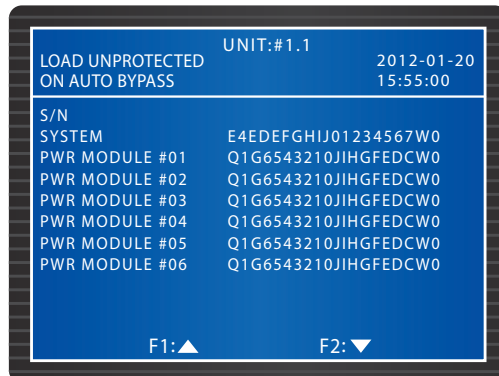 UNIT:#1.1
LOAD UNPROTECTED 2012-01-20
ON AUTO BYPASS 15:55:00
S/N
SYSTEM E4EDEFGHIJ01234567W0
PWR MODULE #01 Q1G6543210JIHGFEDCW0
PWR MODULE #02 Q1G6543210JIHGFEDCW0
PWR MODULE #03 Q1G6543210JIHGFEDCW0
PWR MODULE #04 Q1G6543210JIHGFEDCW0
PWR MODULE #05 Q1G6543210JIHGFEDCW0
PWR MODULE #06 Q1G6543210JIHGFEDCW0
F1:▲ F2:▼